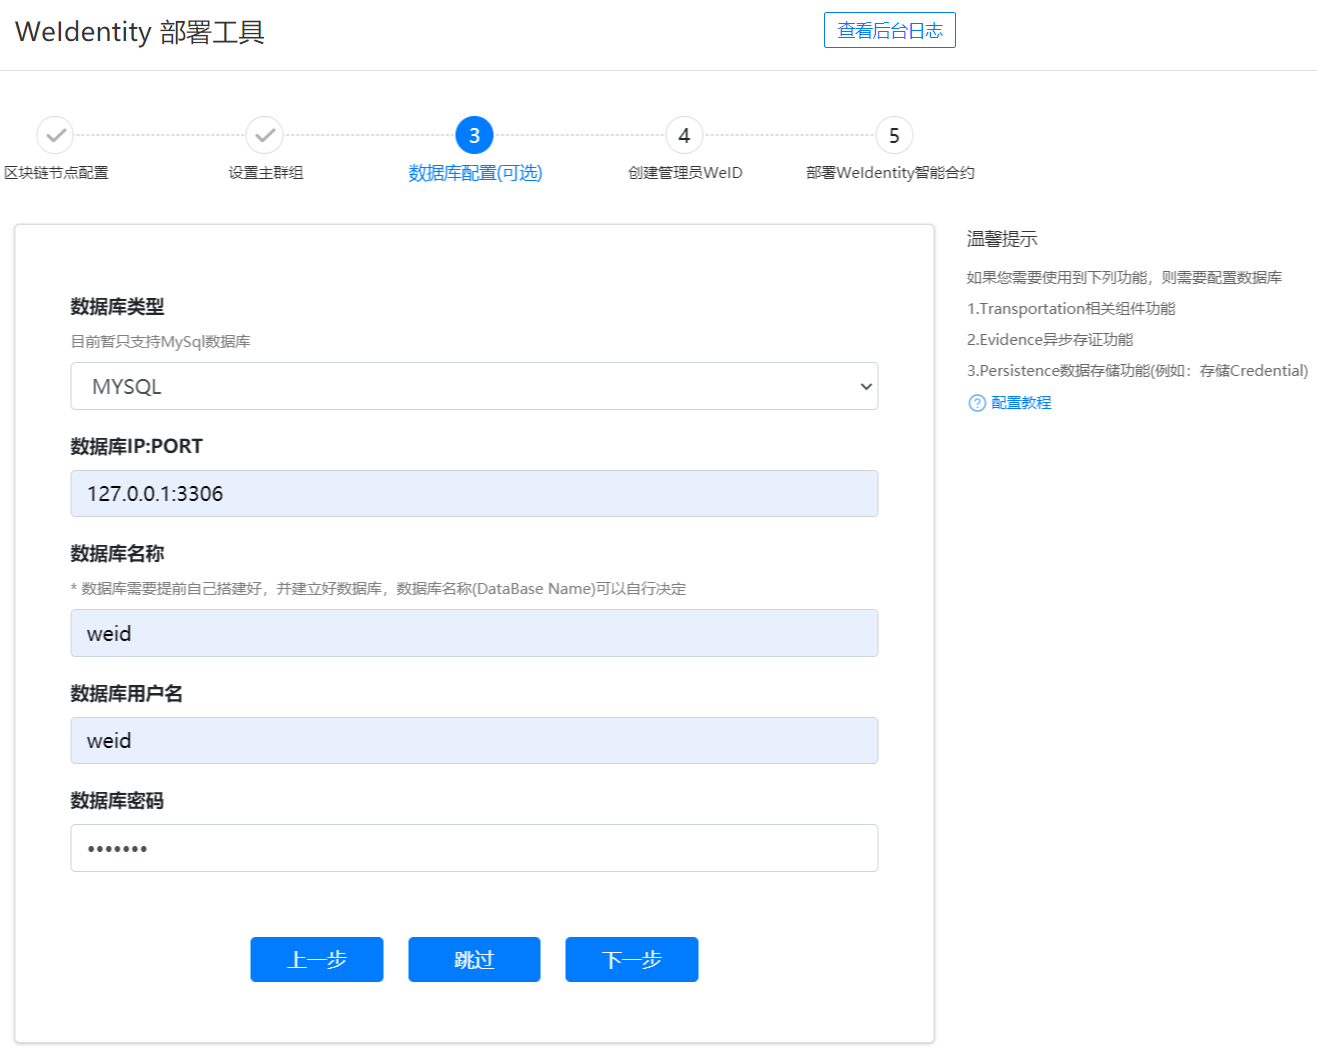 WeIdentity 部署工具
查看后台日志
3
4
5
区块链节点配置
设置主群组
数据库配置(可选)
创建管理员WeID
部署WeIdentity智能合约
数据库类型
目前暂只支持MySql数据库
MYSQL
数据库IP:PORT
127.0.0.1:3306
数据库名称
* 数据库需要提前自己搭建好，并建立好数据库，数据库名称(DataBase Name)可以自行决定
weid
数据库用户名
weid
数据库密码
•••••••
上一步
跳过
下一步
温馨提示
如果您需要使用到下列功能，则需要配置数据库
1.Transportation相关组件功能
2.Evidence异步存证功能
3.Persistence数据存储功能(例如：存储Credential)
? 配置教程